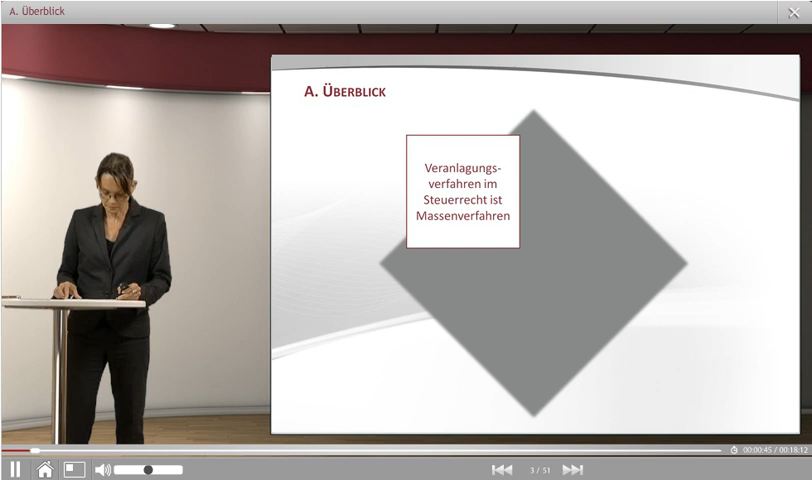 A. Überblick
A. ÜBERBLICK
Veranlagungs-
verfahren im
Steuerrecht ist
Massenverfahren
00:00:45 / 00:18:12
3 / 51